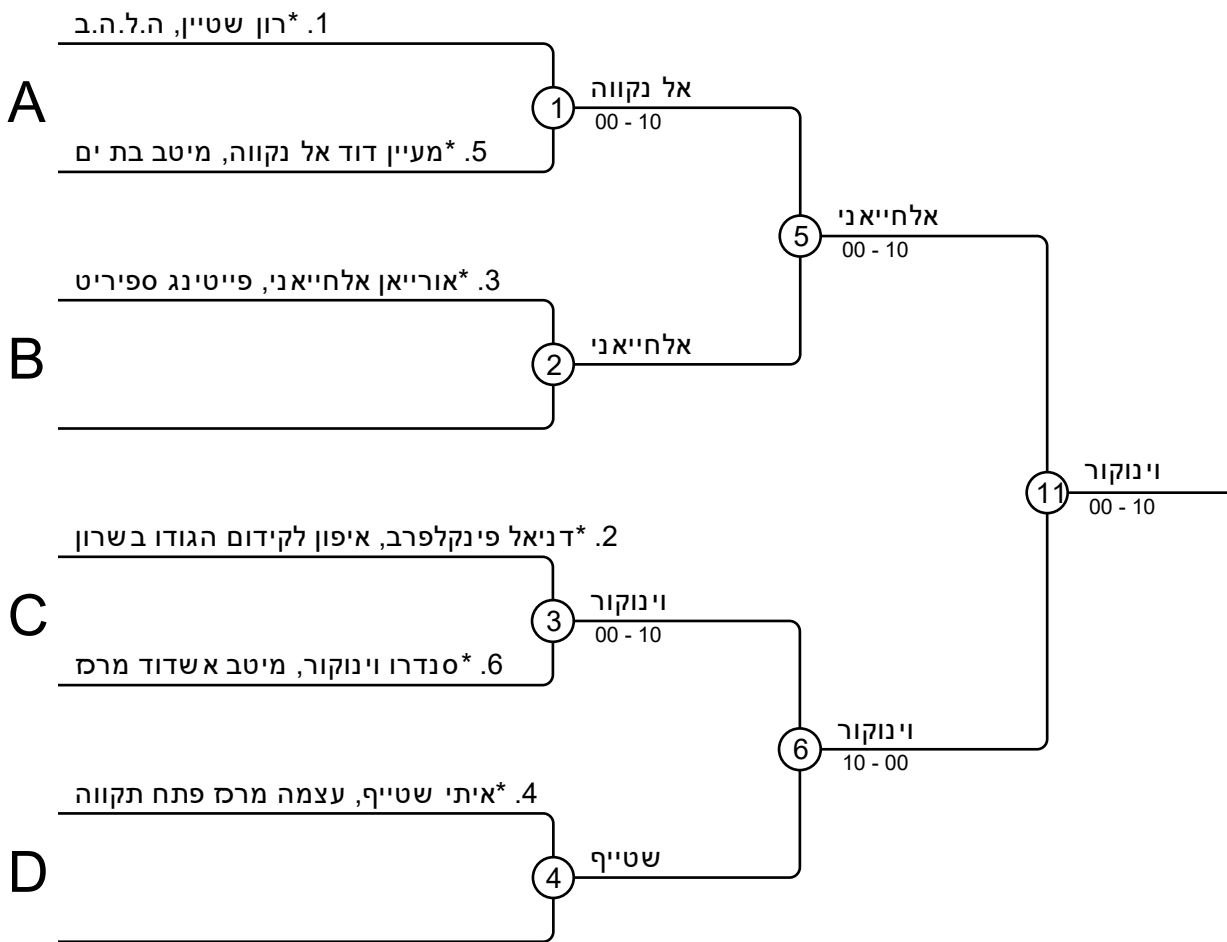 1. *רון שטיין, ה.ל.ה.ב
A
1
אל נקווה
00 - 10
5. *מעיין דוד אל נקווה, מיטב בת ים
5
אלחייאני
00 - 10
3. *אורייאן אלחייאני, פייטינג ספיריט
B
2
אלחייאני
11
וינוקור
00 - 10
2. *דניאל פינקלפרב, איפון לקידום הגודו בשרון
C
3
וינוקור
00 - 10
6. *סנדרו וינוקור, מיטב אשדוד מרכז
6
וינוקור
10 - 00
4. *איתי שטייף, עצמה מרכז פתח תקווה
D
4
שטייף